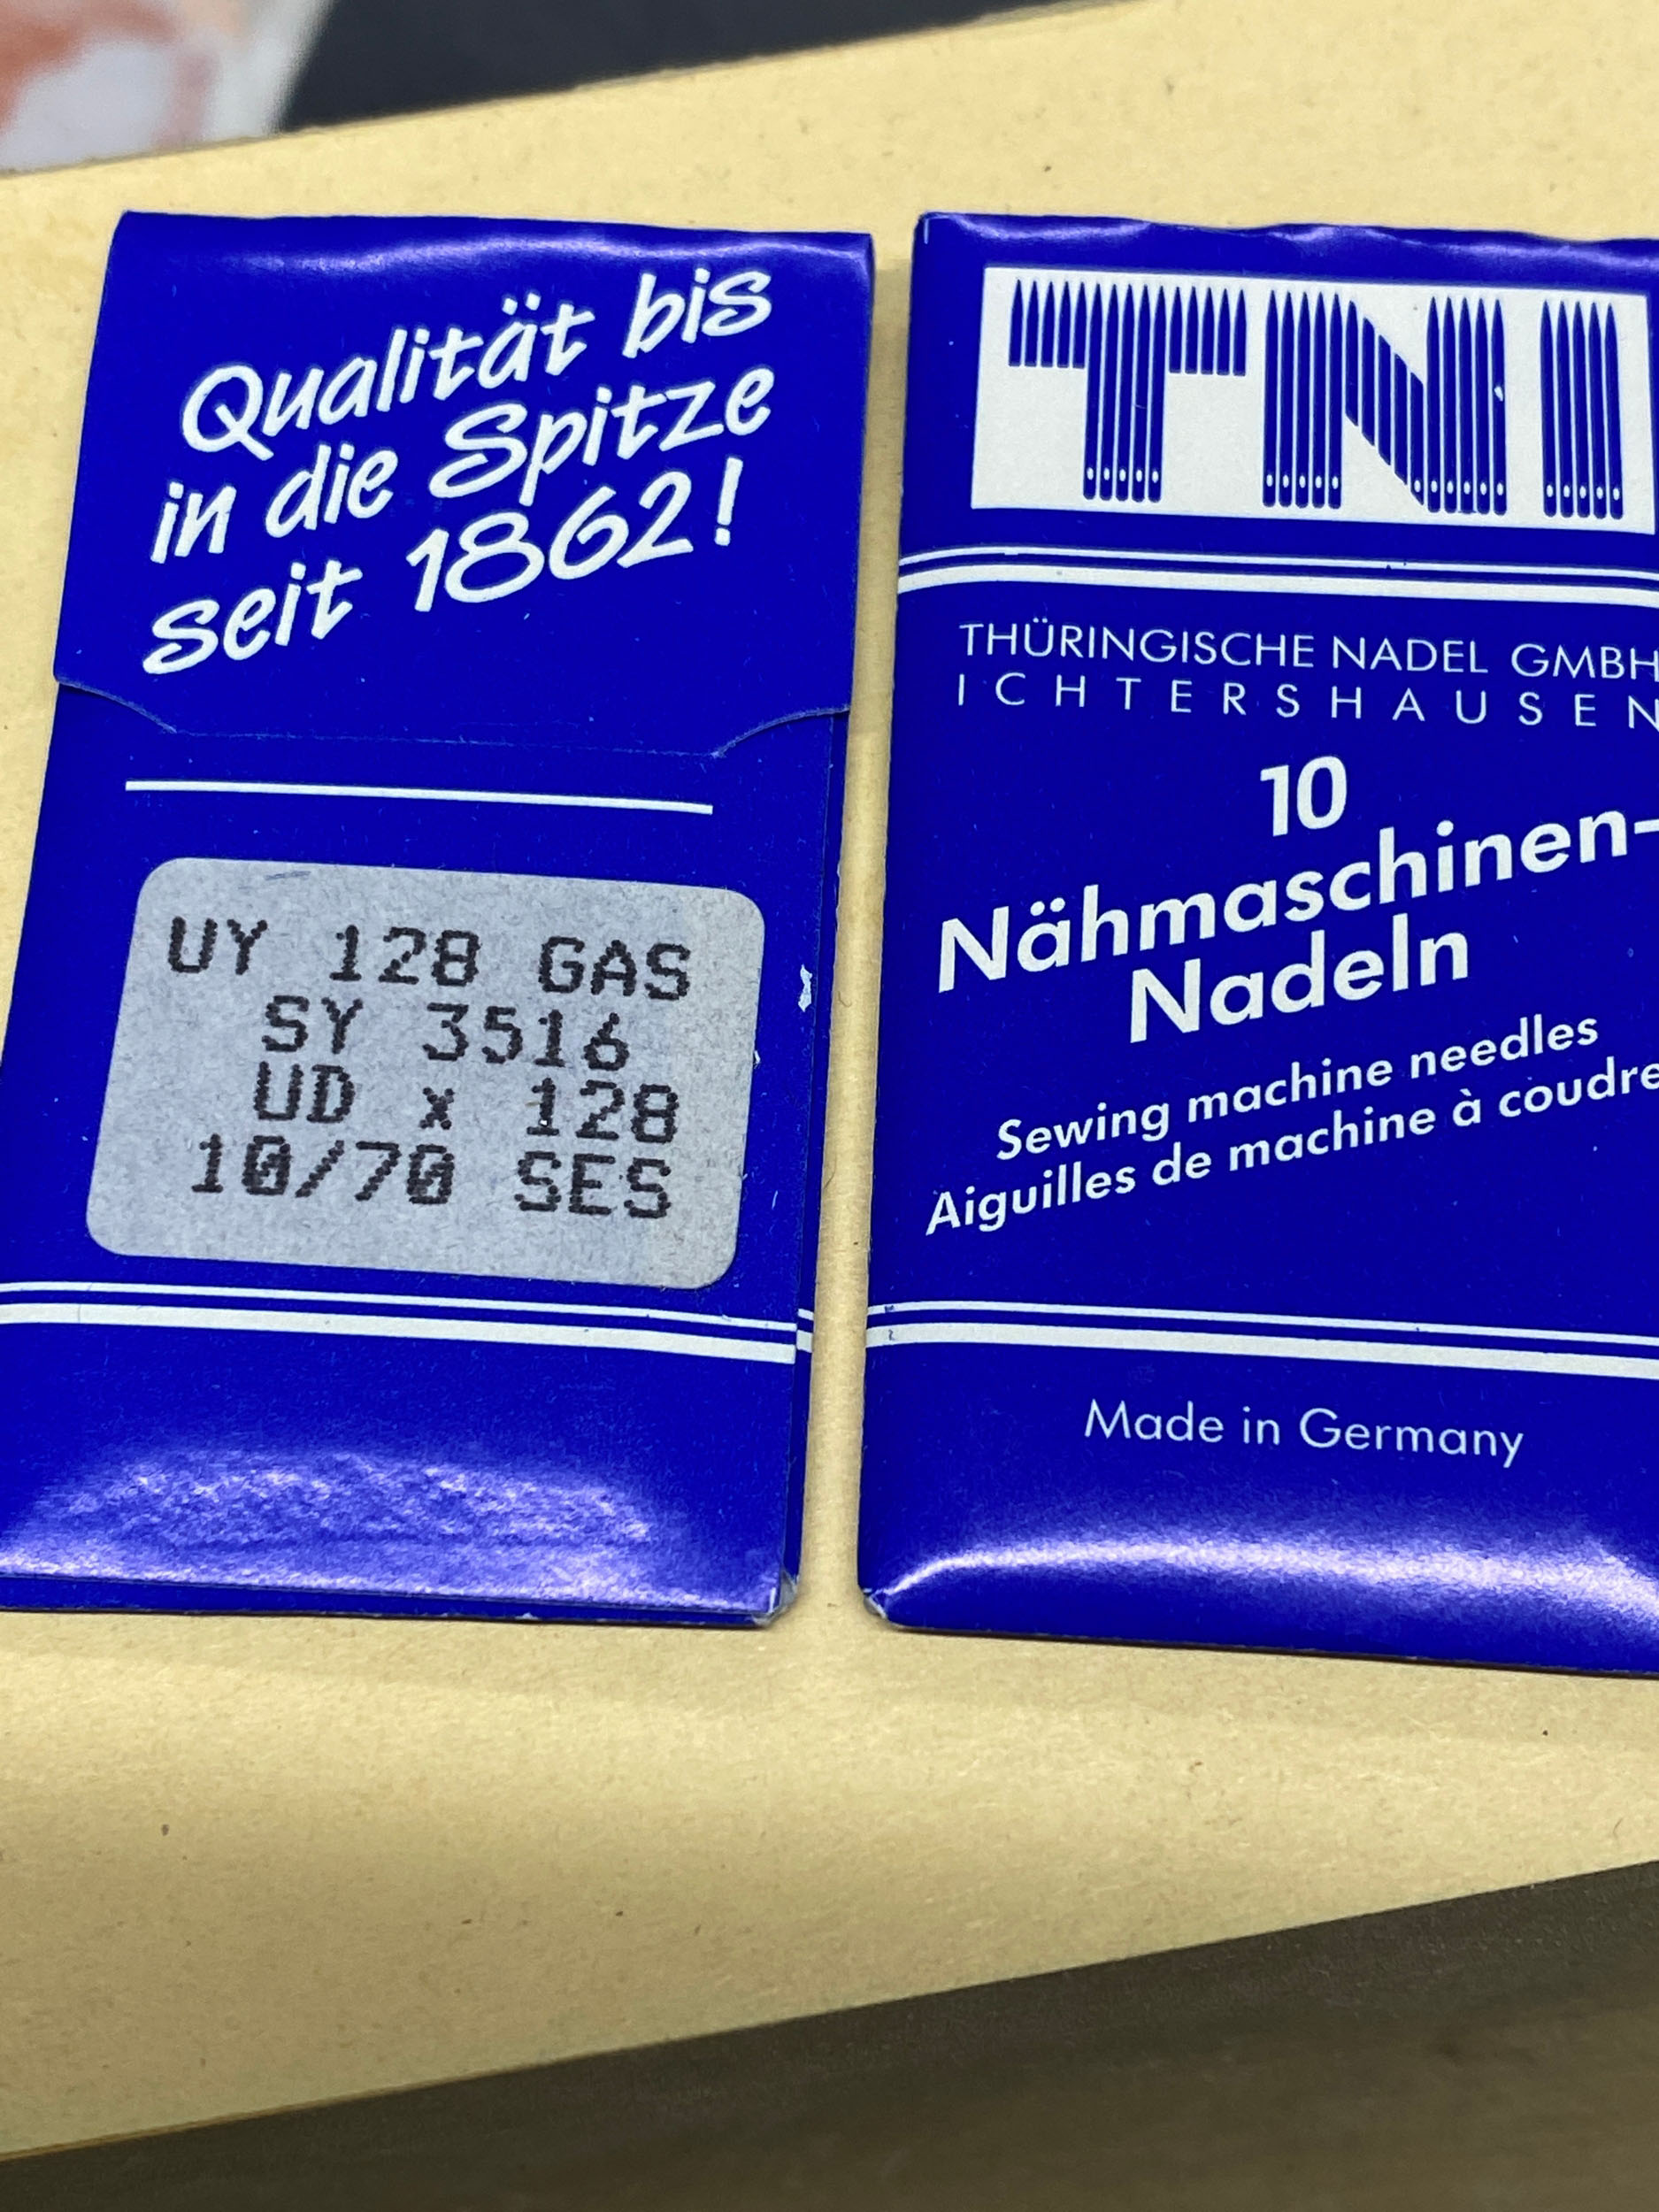 Qualität bis
in die Spitze
seit 1862!
UY 128 GAS
SY 3516
UD x 128
10/70 SES
TNI
THÜRINGISCHE NADEL GMBH
ICHTERSHAUSEN
10
Nähmaschinen-
Nadeln
Sewing machine needles
Aiguilles de machine à coudre
Made in Germany